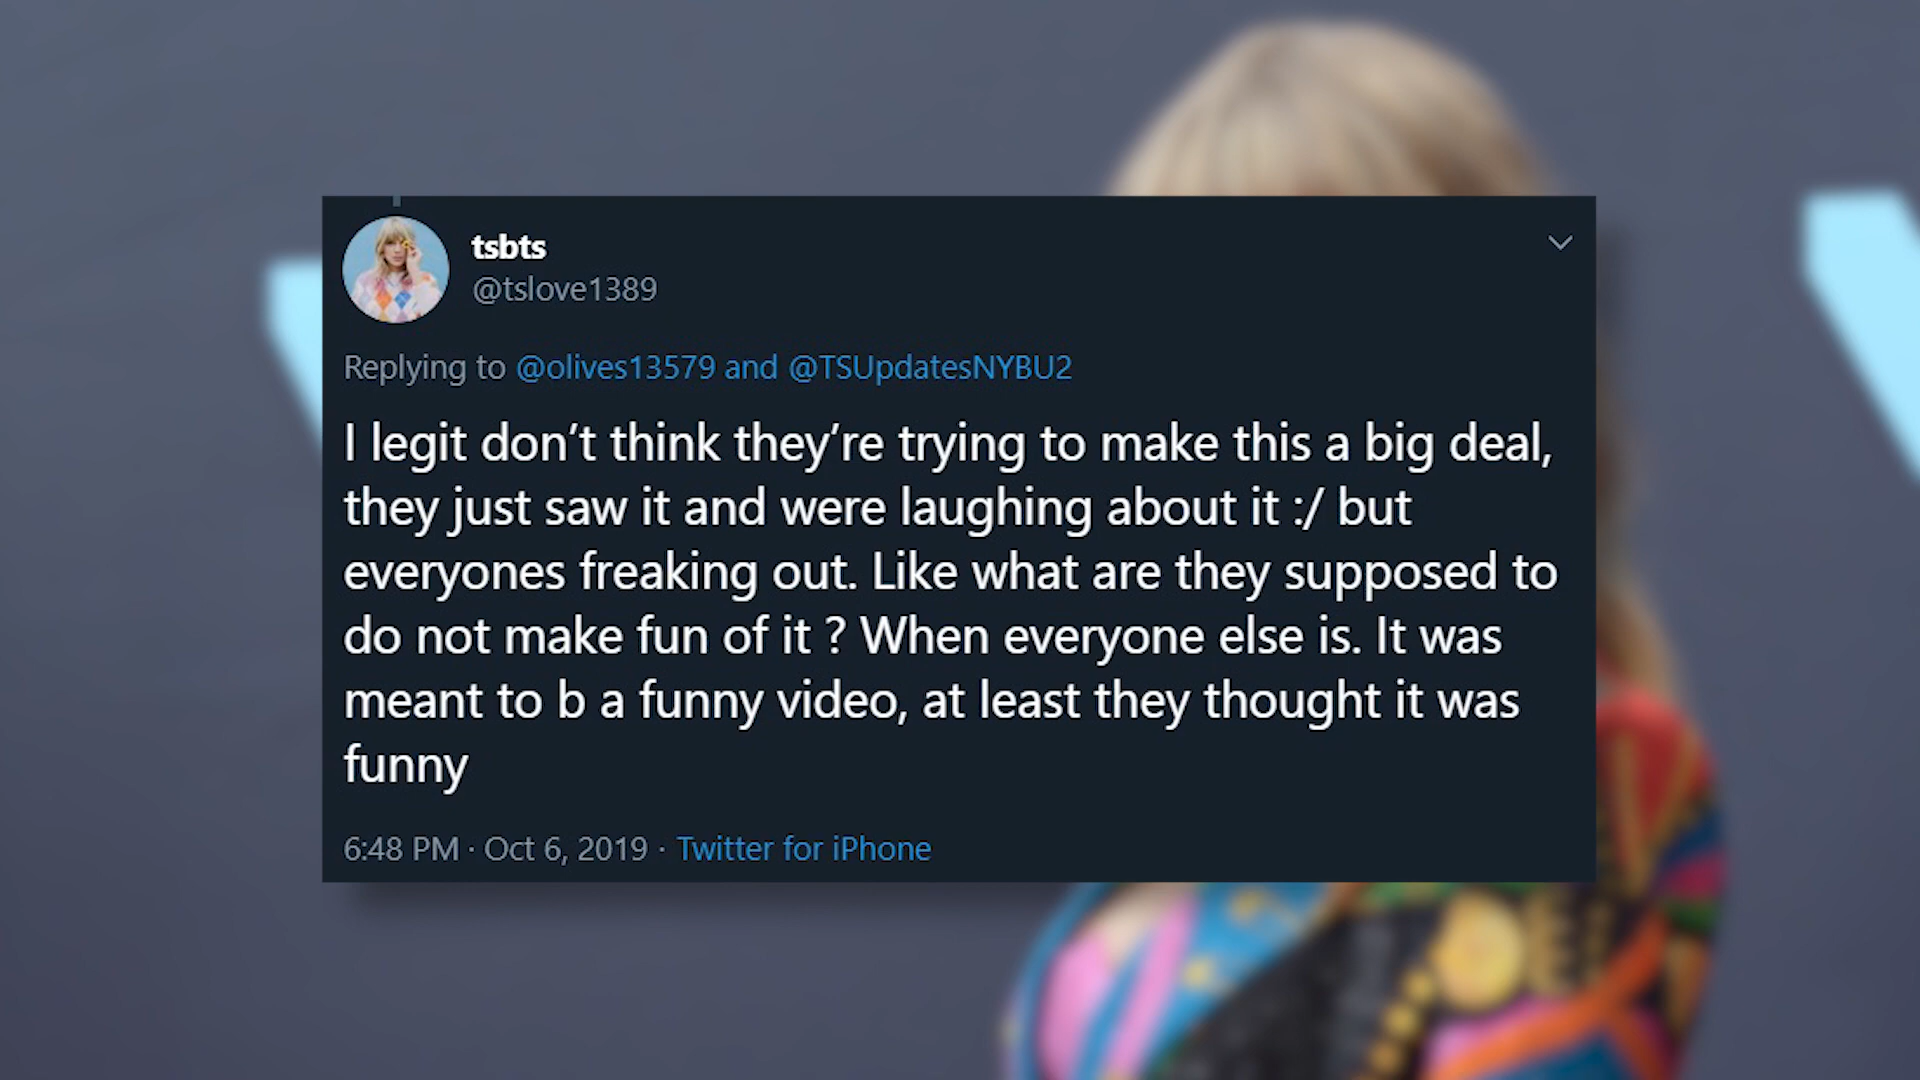 tsbts
@tslove1389
Replying to @olives13579 and @TSUpdatesNYBU2
I legit don’t think they’re trying to make this a big deal,
they just saw it and were laughing about it :/ but
everyones freaking out. Like what are they supposed to
do not make fun of it ? When everyone else is. It was
meant to b a funny video, at least they thought it was
funny
6:48 PM · Oct 6, 2019 · Twitter for iPhone